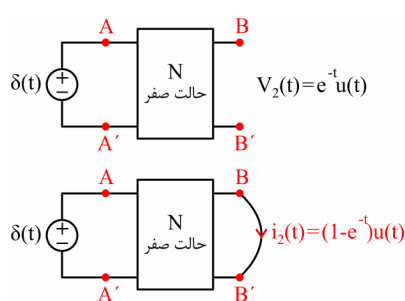 A
B
δ(t)
+
−
N
حالت صفر
V₂(t)=e⁻ᵗu(t)
A´
B´
A
B
δ(t)
+
−
N
حالت صفر
i₂(t)=(1-e⁻ᵗ)u(t)
A´
B´